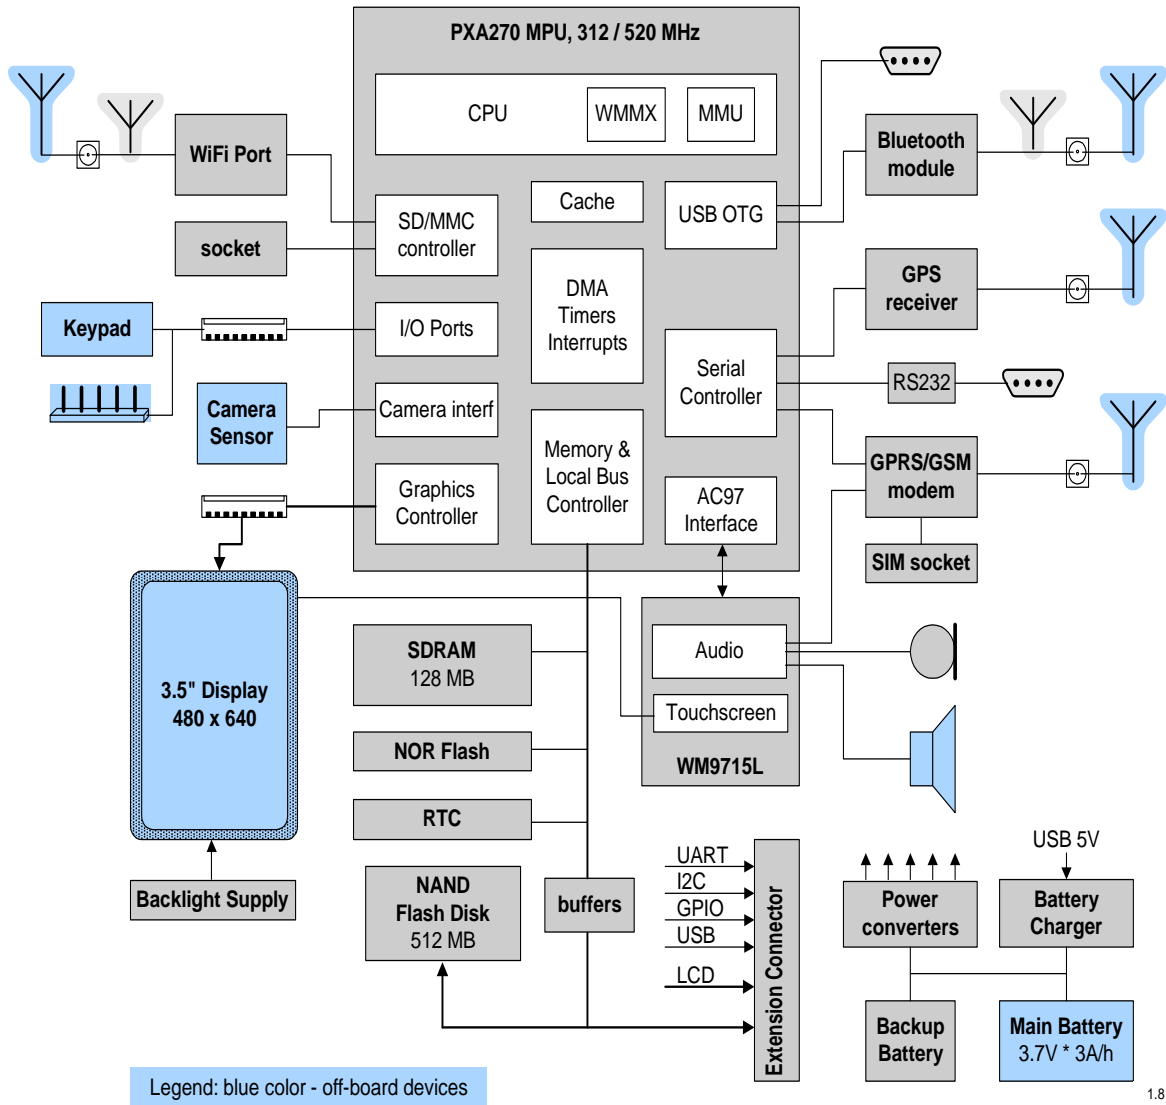 PXA270 MPU, 312 / 520 MHz
CPU
WMMX
MMU
WiFi Port
Bluetooth
module
Cache
USB OTG
SD/MMC
controller
socket
GPS
receiver
DMA
Timers
Interrupts
Keypad
I/O Ports
Serial
Controller
RS232
Camera
Sensor
Camera interf
Memory &
Local Bus
Controller
GPRS/GSM
modem
Graphics
Controller
AC97
Interface
SIM socket
SDRAM
128 MB
Audio
3.5" Display
480 x 640
Touchscreen
NOR Flash
WM9715L
RTC
Backlight Supply
NAND
Flash Disk
512 MB
buffers
UART
I2C
GPIO
USB
LCD
Extension Connector
USB 5V
Power
converters
Battery
Charger
Backup
Battery
Main Battery
3.7V * 3A/h
Legend: blue color - off-board devices
1.8